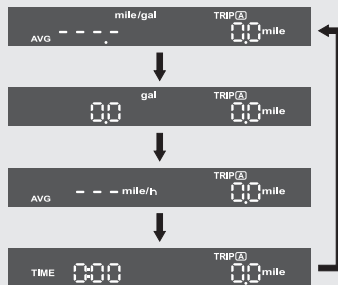 mile/gal TRIP A
AVG - - - . - 0.0 mile
gal TRIP A
0.0 0.0 mile
TRIP A
AVG - - - mile/h 0.0 mile
TRIP A
TIME 0:00 0.0 mile